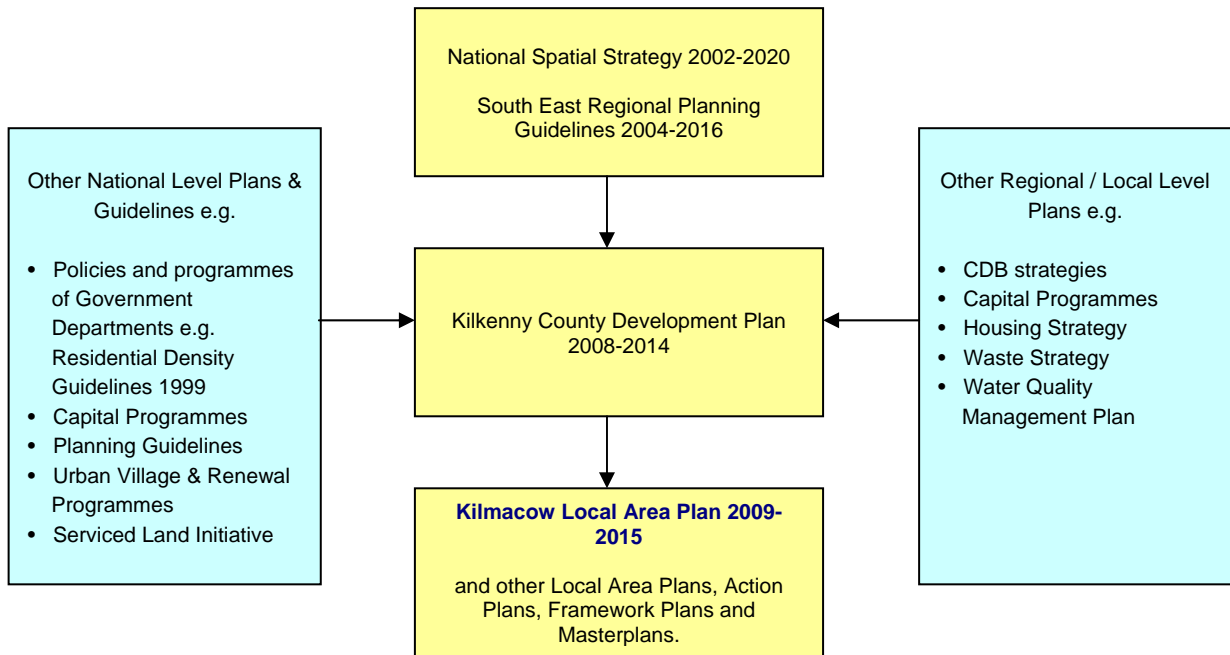 National Spatial Strategy 2002-2020
South East Regional Planning
Guidelines 2004-2016
Other National Level Plans &
Guidelines e.g.
• Policies and programmes
of Government
Departments e.g.
Residential Density
Guidelines 1999
• Capital Programmes
• Planning Guidelines
• Urban Village & Renewal
Programmes
• Serviced Land Initiative
Kilkenny County Development Plan
2008-2014
Other Regional / Local Level
Plans e.g.
• CDB strategies
• Capital Programmes
• Housing Strategy
• Waste Strategy
• Water Quality
Management Plan
Kilmacow Local Area Plan 2009-
2015
and other Local Area Plans, Action
Plans, Framework Plans and
Masterplans.